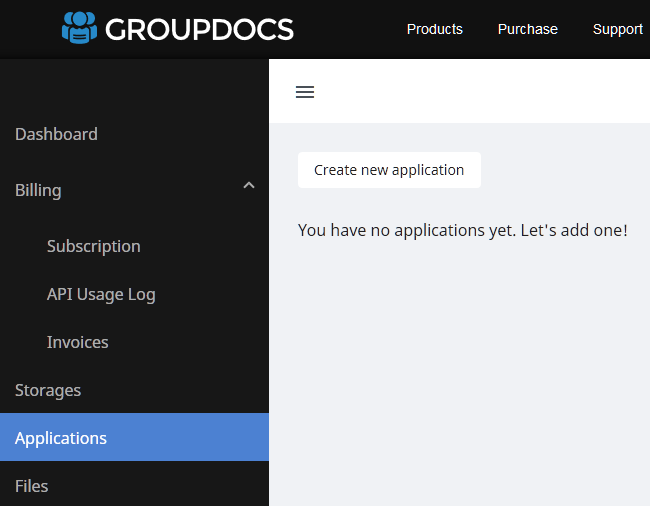 GROUPDOCS
Products Purchase Support
Dashboard
Billing
Subscription
API Usage Log
Invoices
Storages
Applications
Files
Create new application
You have no applications yet. Let's add one!